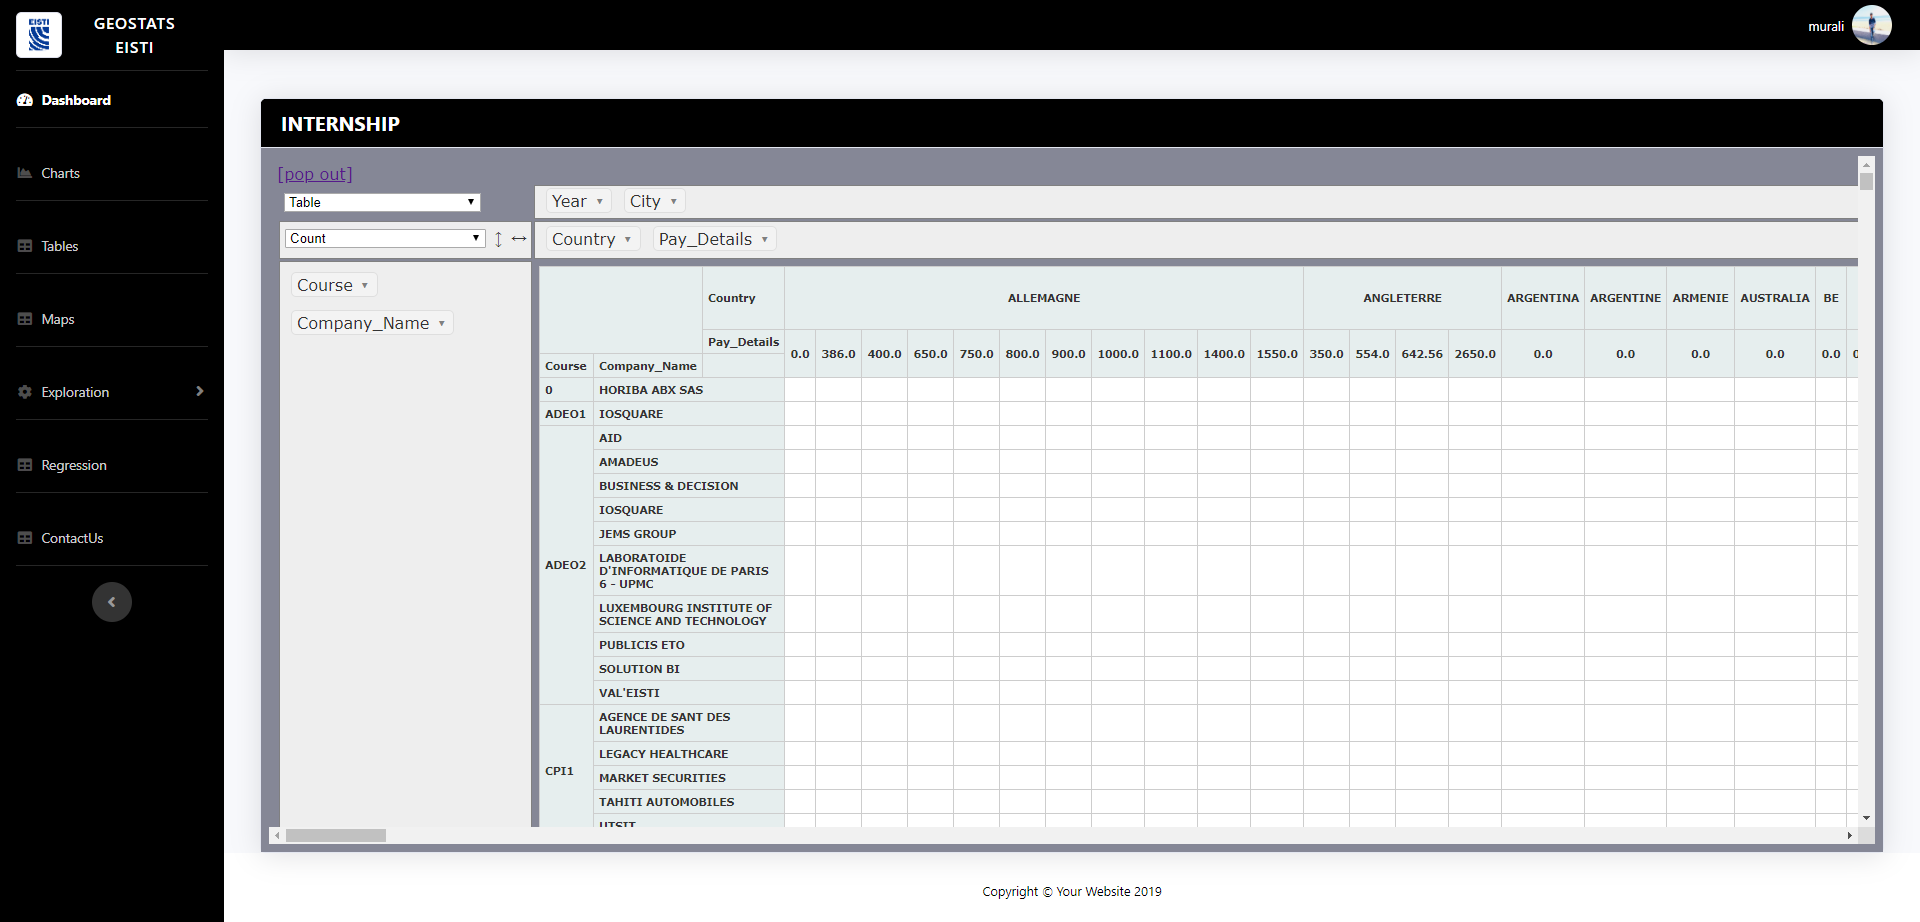 EISTI
GEOSTATS
EISTI
murali
Dashboard
Charts
Tables
Maps
Exploration
Regression
ContactUs
INTERNSHIP
[pop out]
Table
Year City
Count
Country Pay_Details
Course
Company_Name
Country ALLEMAGNE ANGLETERRE ARGENTINA ARGENTINE ARMENIE AUSTRALIA BE
Pay_Details 0.0 386.0 400.0 650.0 750.0 800.0 900.0 1000.0 1100.0 1400.0 1550.0 350.0 554.0 642.56 2650.0 0.0 0.0 0.0 0.0 0.0
Course Company_Name
0 HORIBA ABX SAS
ADEO1 IOSQUARE
ADEO2 AID
AMADEUS
BUSINESS & DECISION
IOSQUARE
JEMS GROUP
LABORATOIDE
D'INFORMATIQUE DE PARIS
6 - UPMC
LUXEMBOURG INSTITUTE OF
SCIENCE AND TECHNOLOGY
PUBLICIS ETO
SOLUTION BI
VAL'EISTI
CPI1 AGENCE DE SANT DES
LAURENTIDES
LEGACY HEALTHCARE
MARKET SECURITIES
TAHITI AUTOMOBILES
Copyright © Your Website 2019